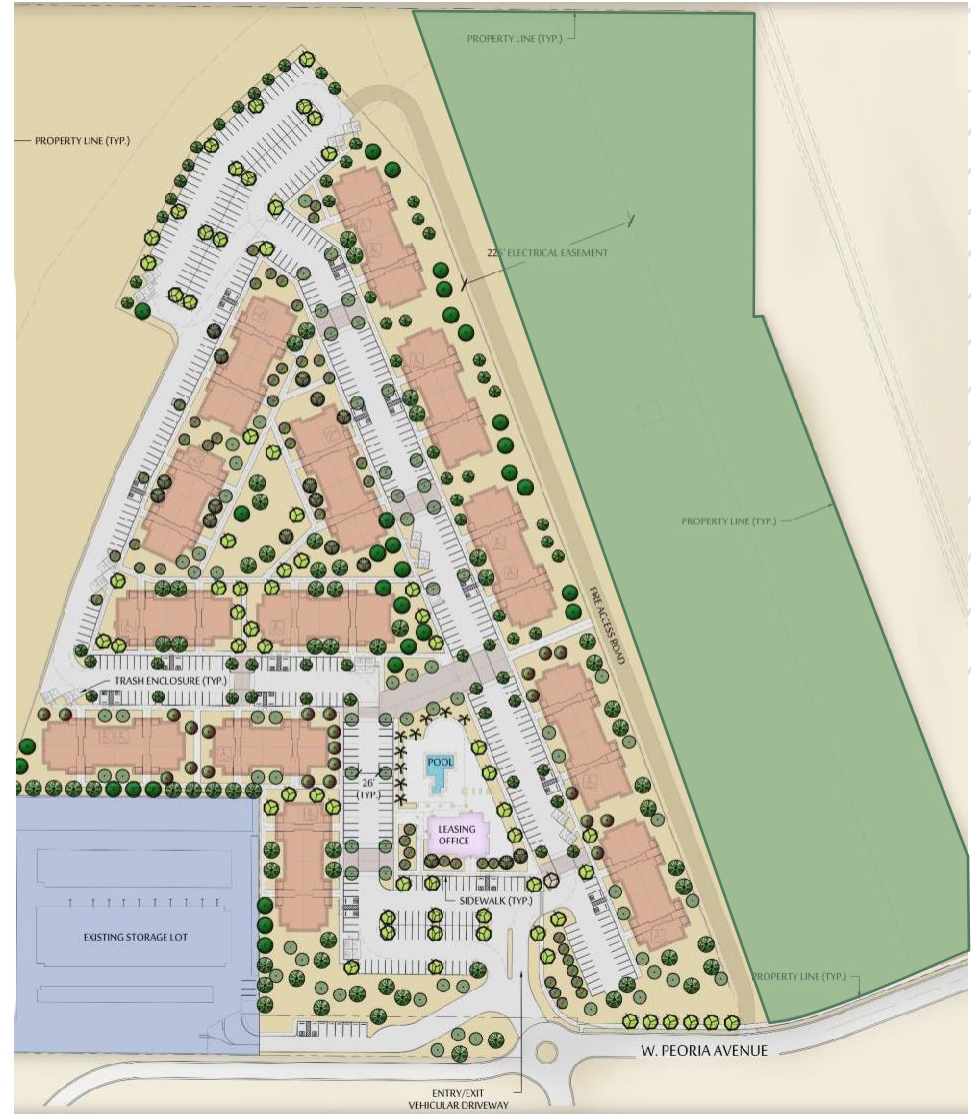 PROPERTY LINE (TYP.)
PROPERTY LINE (TYP.)
225' ELECTRICAL EASEMENT
PROPERTY LINE (TYP.)
FIRE ACCESS ROAD
TRASH ENCLOSURE (TYP.)
POOL
26'
(TYP.)
LEASING
OFFICE
SIDEWALK (TYP.)
EXISTING STORAGE LOT
PROPERTY LINE (TYP.)
W. PEORIA AVENUE
ENTRY/EXIT
VEHICULAR DRIVEWAY